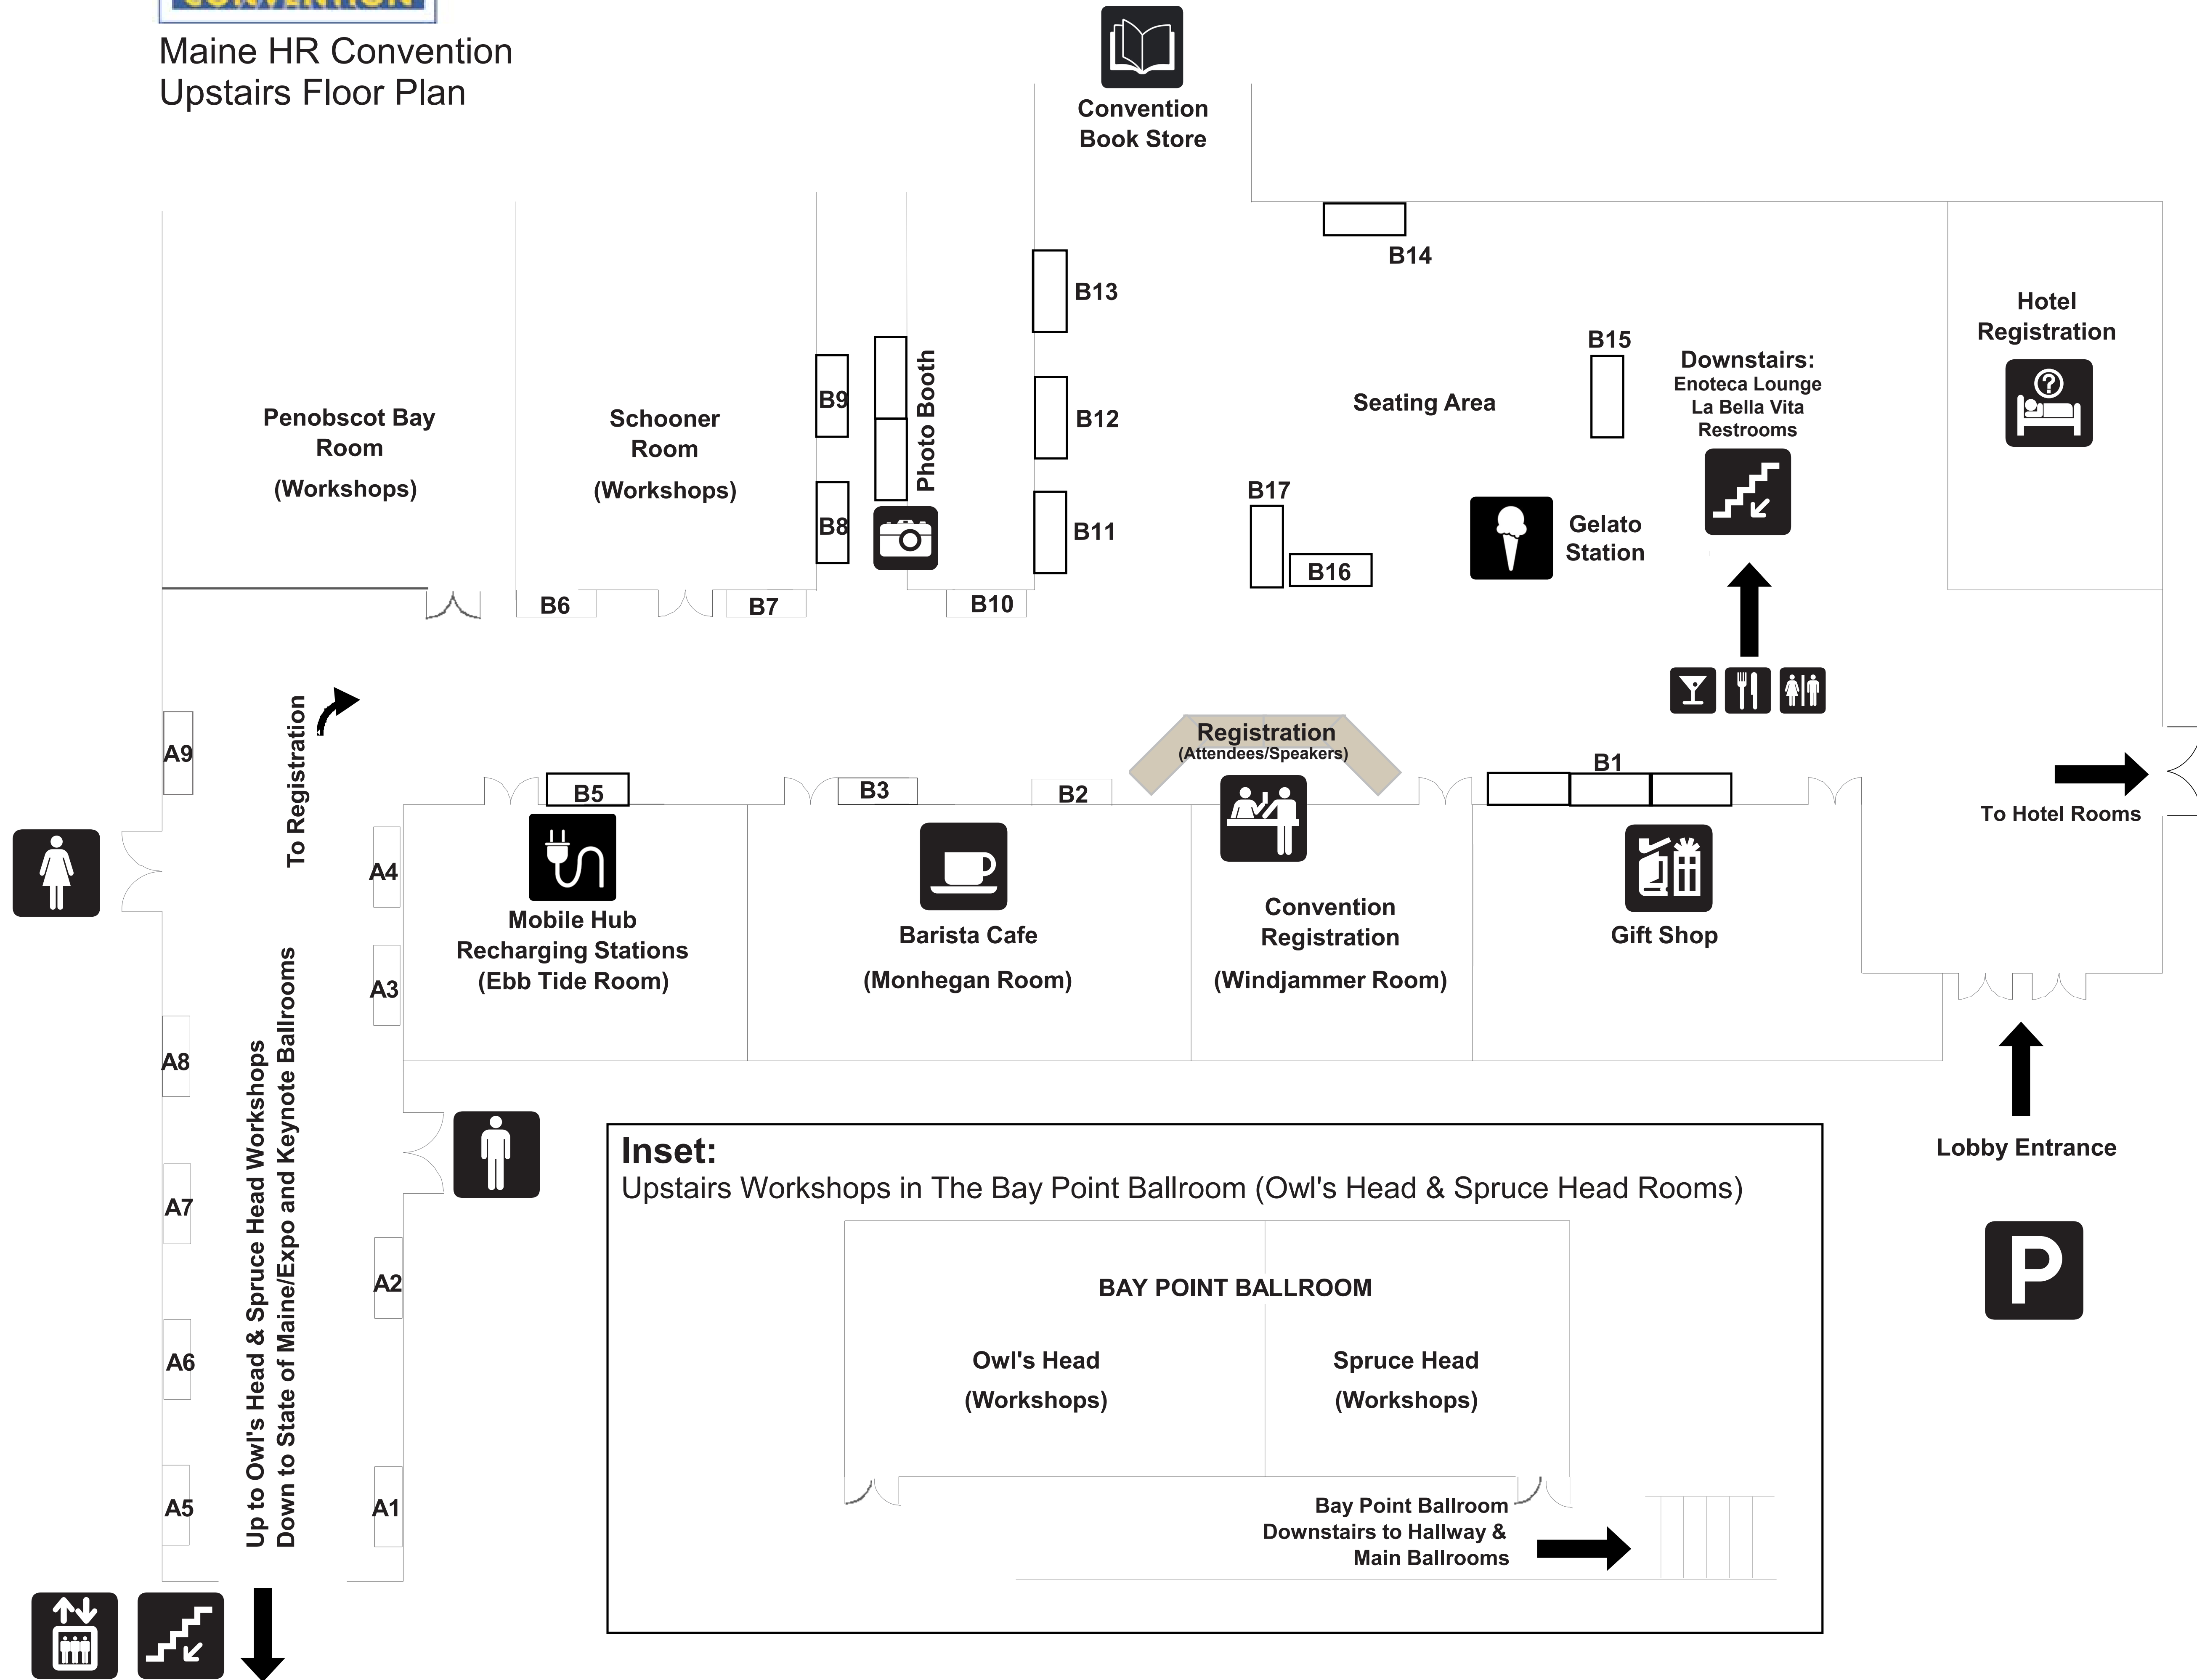 CONVENTION
Maine HR Convention
Upstairs Floor Plan
Convention
Book Store
B14
B13
Hotel
Registration
B15
Downstairs:
Enoteca Lounge
La Bella Vita
Restrooms
Seating Area
B9
Photo Booth
B12
Penobscot Bay
Room
(Workshops)
Schooner
Room
(Workshops)
B8
B11
B17
B16
Gelato
Station
B6
B7
B10
A9
To Registration
Registration
(Attendees/Speakers)
B1
B5
B3
B2
To Hotel Rooms
A4
Mobile Hub
Recharging Stations
(Ebb Tide Room)
Barista Cafe
(Monhegan Room)
Convention
Registration
(Windjammer Room)
Gift Shop
A3
A8
Up to Owl's Head & Spruce Head Workshops
Down to State of Maine/Expo and Keynote Ballrooms
Lobby Entrance
P
A7
A2
A6
A5
A1
Inset:
Upstairs Workshops in The Bay Point Ballroom (Owl's Head & Spruce Head Rooms)
BAY POINT BALLROOM
Owl's Head
(Workshops)
Spruce Head
(Workshops)
Bay Point Ballroom
Downstairs to Hallway &
Main Ballrooms